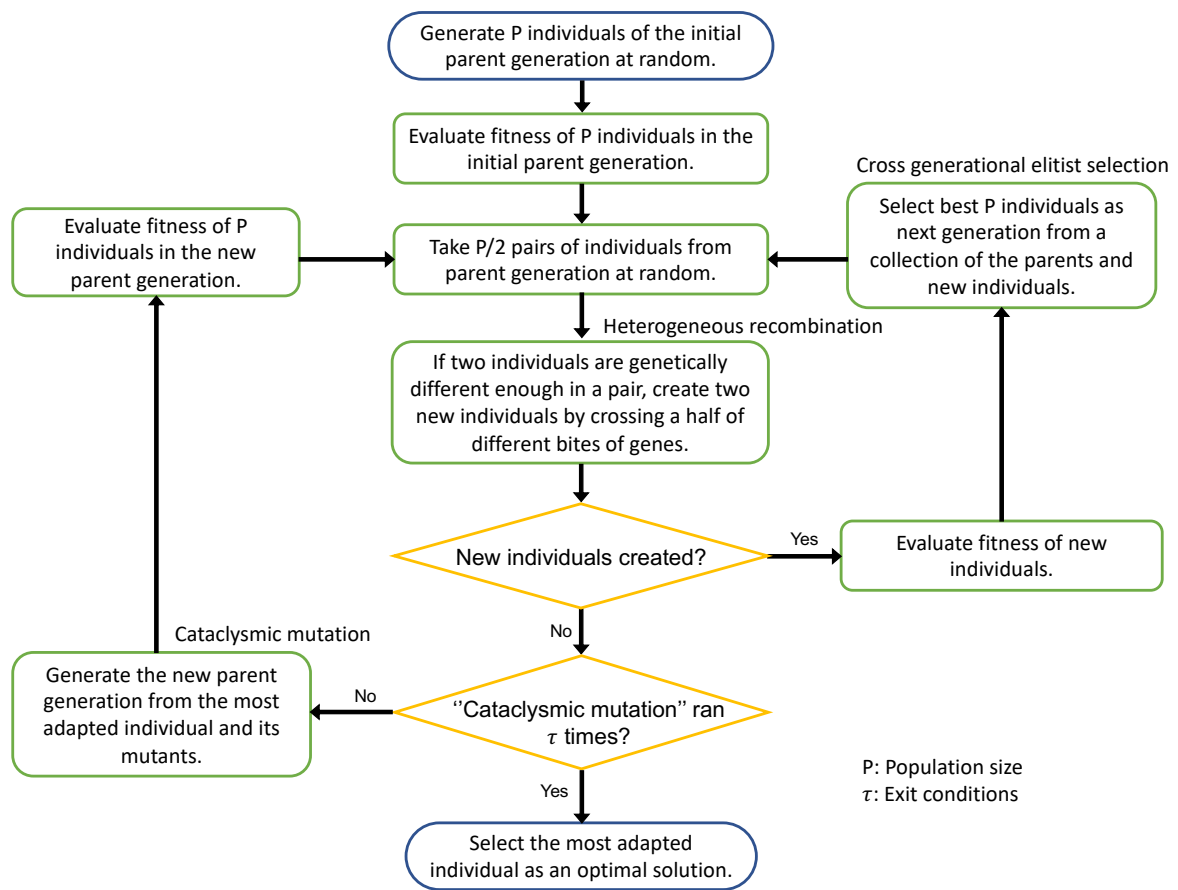 Generate P individuals of the initial
parent generation at random.
Evaluate fitness of P individuals in the
initial parent generation.
Cross generational elitist selection
Evaluate fitness of P
individuals in the new
parent generation.
Take P/2 pairs of individuals from
parent generation at random.
Select best P individuals as
next generation from a
collection of the parents and
new individuals.
Heterogeneous recombination
If two individuals are genetically
different enough in a pair, create two
new individuals by crossing a half of
different bites of genes.
New individuals created?
Yes
Evaluate fitness of new
individuals.
No
Cataclysmic mutation
Generate the new parent
generation from the most
adapted individual and its
mutants.
No
‘’Cataclysmic mutation’’ ran
τ times?
Yes
P: Population size
τ: Exit conditions
Select the most adapted
individual as an optimal solution.